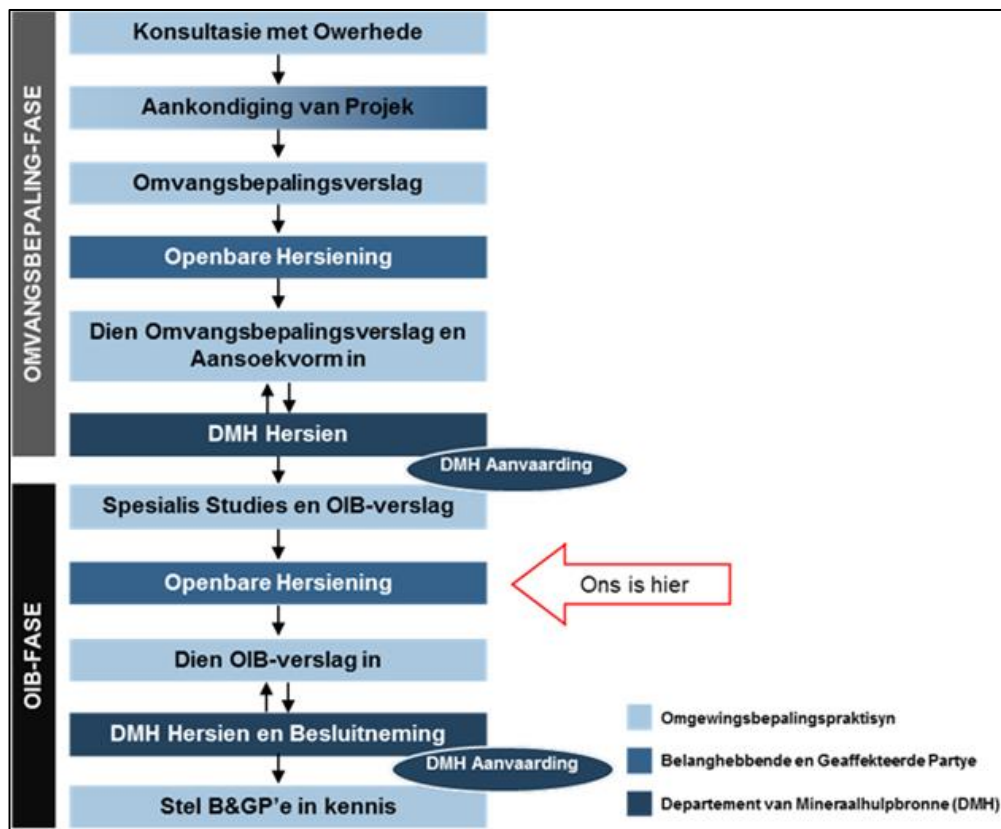 OMVANGSBEPALING-FASE
Konsultasie met Owerhede
Aankondiging van Projek
Omvangsbepalingsverslag
Openbare Hersiening
Dien Omvangsbepalingsverslag en
Aansoekvorm in
DMH Hersien
DMH Aanvaarding
OIB-FASE
Spesialis Studies en OIB-verslag
Openbare Hersiening
Ons is hier
Dien OIB-verslag in
DMH Hersien en Besluitneming
DMH Aanvaarding
Stel B&GP'e in kennis
Omgewingsbepalingspraktisyn
Belanghebbende en Geaffekteerde Partye
Departement van Mineraalhulpbronne (DMH)